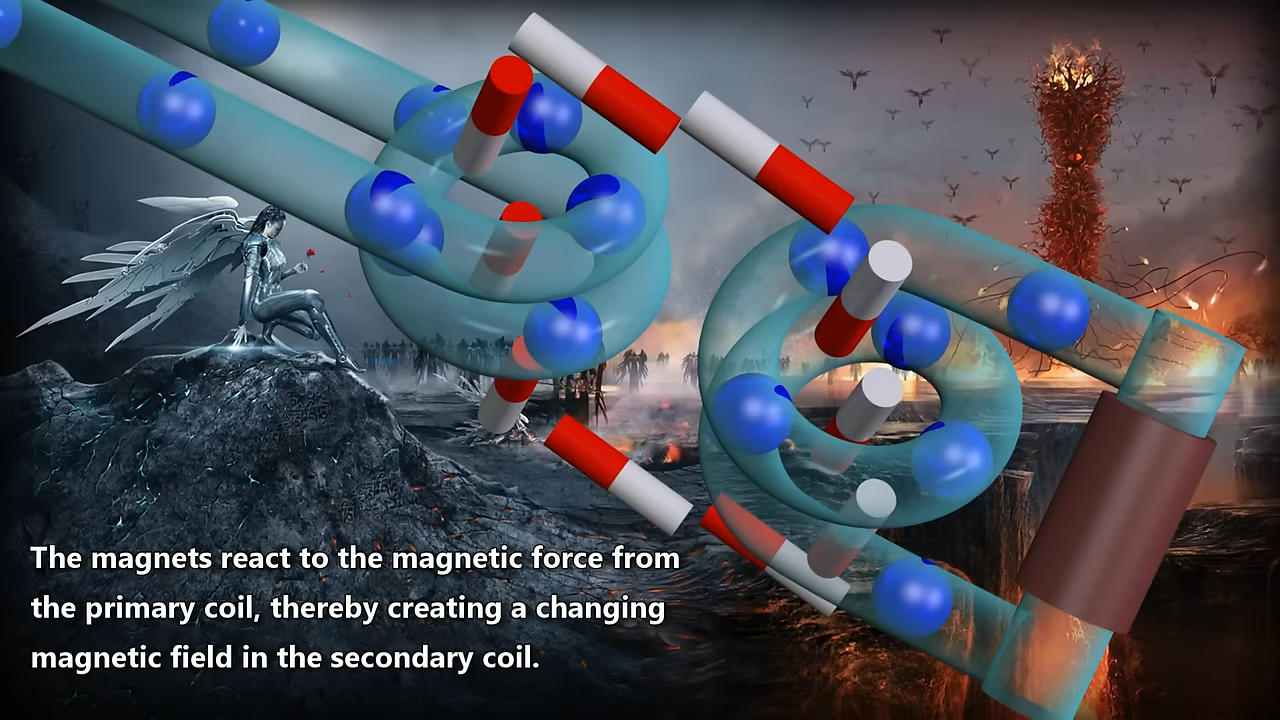 The magnets react to the magnetic force from
the primary coil, thereby creating a changing
magnetic field in the secondary coil.